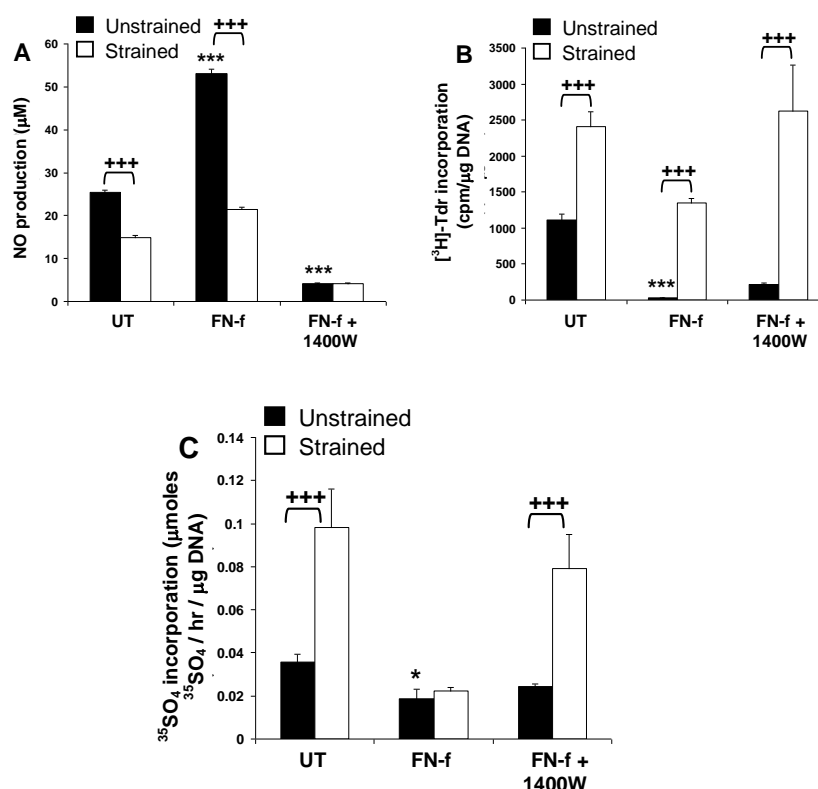 A
Unstrained
Strained
NO production (µM)
60
50
40
30
20
10
0
+++
***
+++
***
UT
FN-f
FN-f +
1400W
B
Unstrained
Strained
[³H]-Tdr incorporation
(cpm/µg DNA)
3500
3000
2500
2000
1500
1000
500
0
+++
***
+++
+++
UT
FN-f
FN-f +
1400W
C
Unstrained
Strained
³⁵SO₄ incorporation (µmoles
³⁵SO₄ / hr / µg DNA)
0.14
0.12
0.1
0.08
0.06
0.04
0.02
0
+++
*
+++
UT
FN-f
FN-f +
1400W